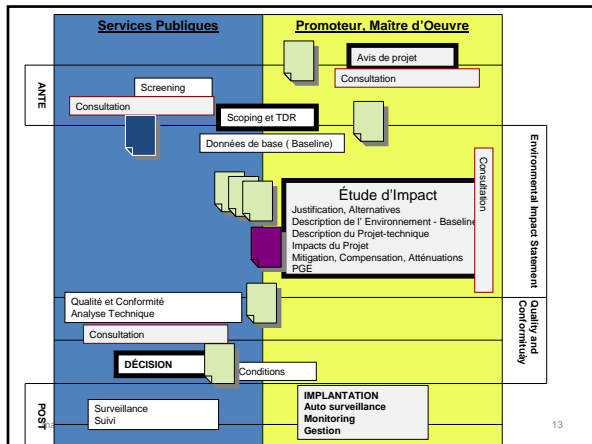 Services Publiques
Promoteur, Maître d'Oeuvre
Avis de projet
Consultation
ANTE
Screening
Consultation
Scoping et TDR
Données de base ( Baseline)
Environmental Impact Statement
Consultation
Étude d'Impact
Justification, Alternatives
Description de l' Environnement - Baseline
Description du Projet-technique
Impacts du Projet
Mitigation, Compensation, Atténuations
PGE
Qualité et Conformité
Analyse Technique
Quality and
Conformituày
Consultation
DÉCISION
Conditions
POST
Surveillance
Suivi
IMPLANTATION
Auto surveillance
Monitoring
Gestion
13